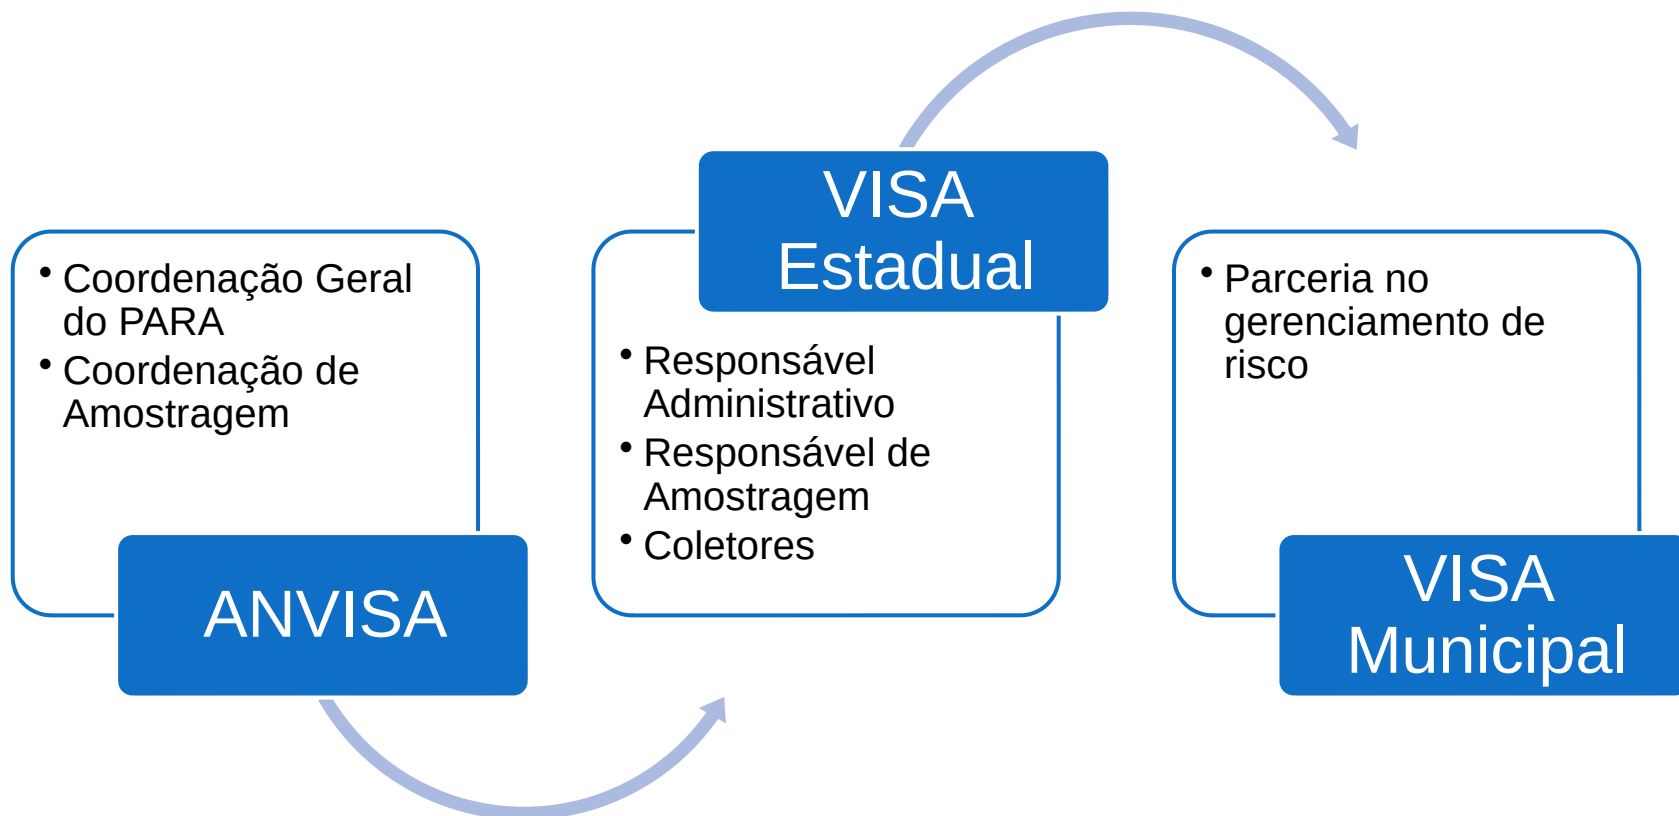 • Coordenação Geral
do PARA
• Coordenação de
Amostragem
ANVISA
VISA
Estadual
• Responsável
Administrativo
• Responsável de
Amostragem
• Coletores
• Parceria no
gerenciamento de
risco
VISA
Municipal